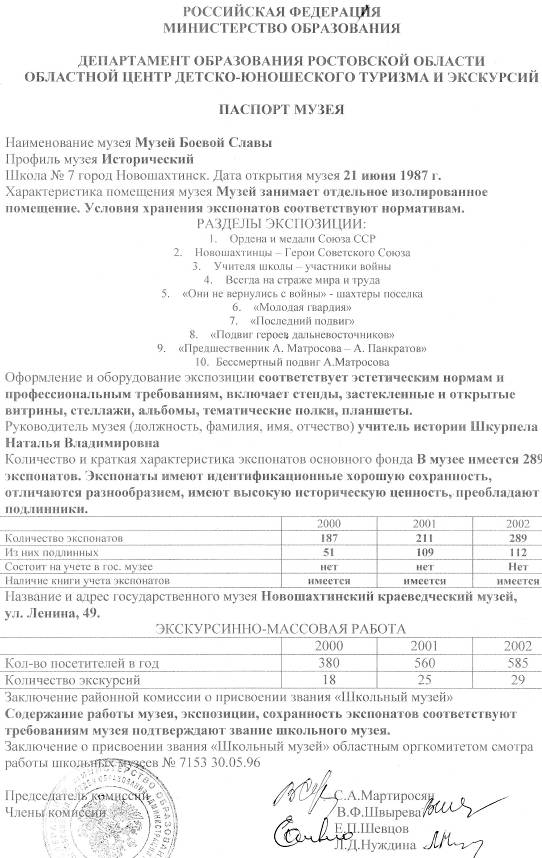 РОССИЙСКАЯ ФЕДЕРАЦИЯ
МИНИСТЕРСТВО ОБРАЗОВАНИЯ
ДЕПАРТАМЕНТ ОБРАЗОВАНИЯ РОСТОВСКОЙ ОБЛАСТИ
ОБЛАСТНОЙ ЦЕНТР ДЕТСКО-ЮНОШЕСКОГО ТУРИЗМА И ЭКСКУРСИЙ
ПАСПОРТ МУЗЕЯ
Наименование музея Музей Боевой Славы
Профиль музея Исторический
Школа № 7 город Новошахтинск. Дата открытия музея 21 июня 1987 г.
Характеристика помещения музея Музей занимает отдельное изолированное
помещение. Условия хранения экспонатов соответствуют нормативам.
РАЗДЕЛЫ ЭКСПОЗИЦИИ:
1. Ордена и медали Союза ССР
2. Новошахтинцы – Герои Советского Союза
3. Учителя школы – участники войны
4. Всегда на страже мира и труда
5. «Они не вернулись с войны» - шахтеры поселка
6. «Молодая гвардия»
7. «Последний подвиг»
8. «Подвиг героев дальневосточников»
9. «Предшественник А. Матросова – А. Панкратов»
10. Бессмертный подвиг А.Матросова
Оформление и оборудование экспозиции соответствует эстетическим нормам и
профессиональным требованиям, включает стенды, застекленные и открытые
витрины, стеллажи, альбомы, тематические полки, планшеты.
Руководитель музея (должность, фамилия, имя, отчество) учитель истории Шкурпела
Наталья Владимировна
Количество и краткая характеристика экспонатов основного фонда В музее имеется 289
экспонатов. Экспонаты имеют идентификационные хорошую сохранность,
отличаются разнообразием, имеют высокую историческую ценность, преобладают
подлинники.
2000 2001 2002
Количество экспонатов 187 211 289
Из них подлинных 51 109 112
Состоит на учете в гос. музее нет нет Нет
Наличие книги учета экспонатов имеется имеется имеется
Название и адрес государственного музея Новошахтинский краеведческий музей,
ул. Ленина, 49.
ЭКСКУРСИННО-МАССОВАЯ РАБОТА
2000 2001 2002
Кол-во посетителей в год 380 560 585
Количество экскурсий 18 25 29
Заключение районной комиссии о присвоении звания «Школьный музей»
Содержание работы музея, экспозиции, сохранность экспонатов соответствуют
требованиям музея подтверждают звание школьного музея.
Заключение о присвоении звания «Школьный музей» областным оргкомитетом смотра
работы школьных музеев № 7153 30.05.96
Председатель комиссии С.А.Мартиросян
Члены комиссии В.Ф.Швырева
Е.П.Шевцов
Л.Д.Нуждина